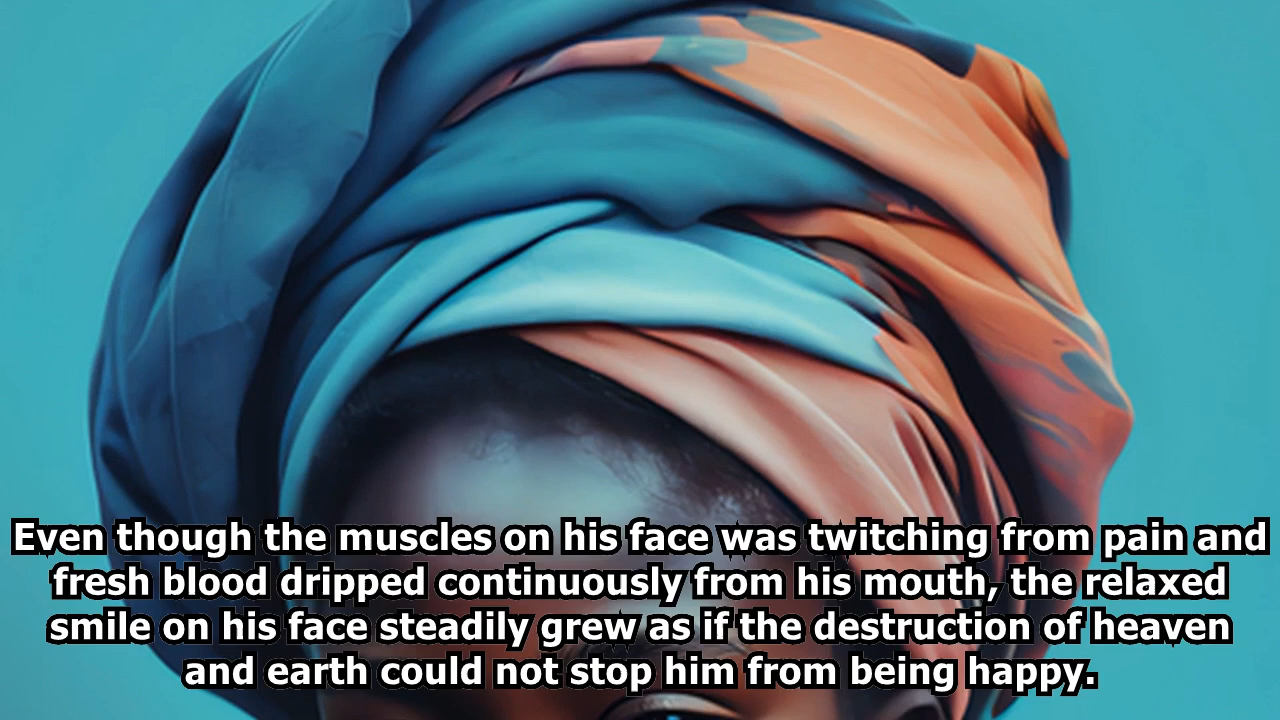 Even though the muscles on his face was twitching from pain and
fresh blood dripped continuously from his mouth, the relaxed
smile on his face steadily grew as if the destruction of heaven
and earth could not stop him from being happy.